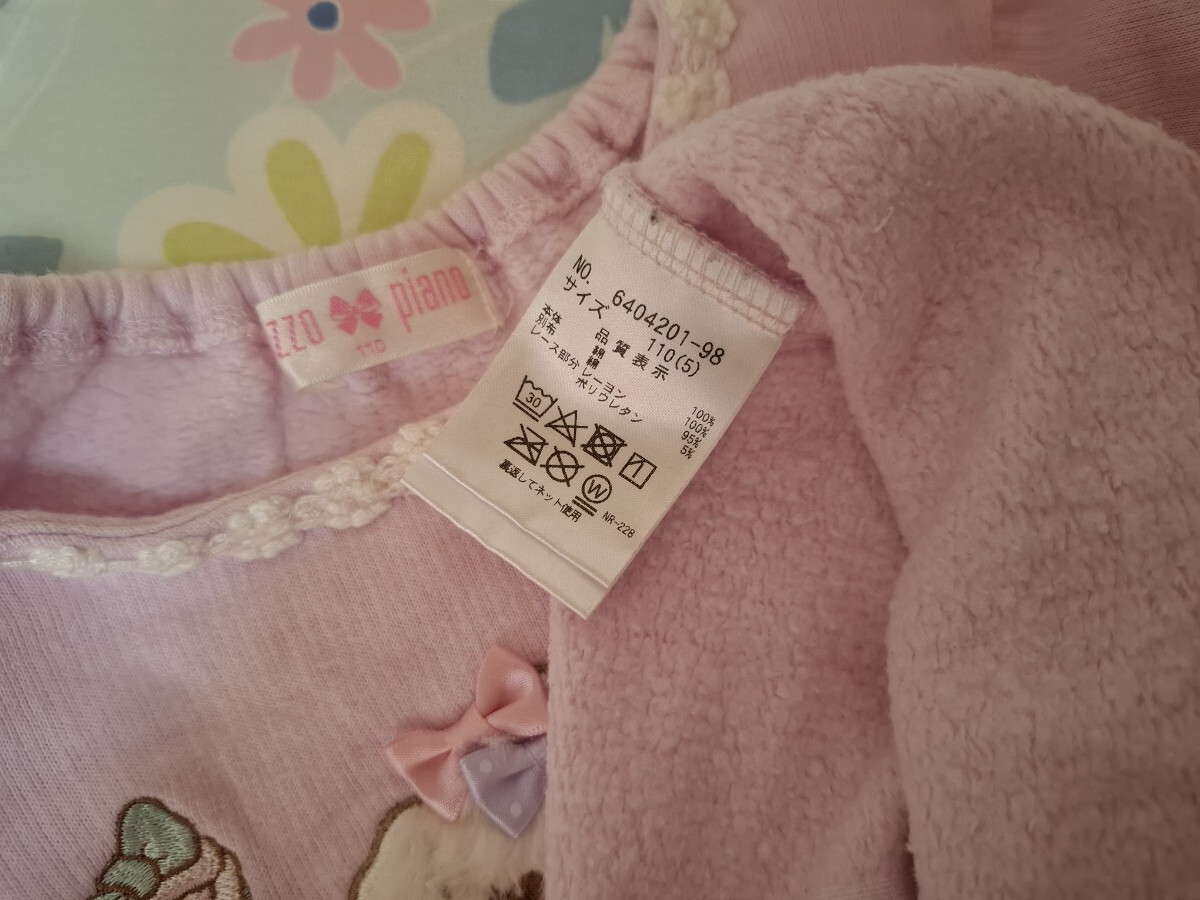 ZZO piano
110
NO. 6404201-98
サイズ 110(5)
品質表示
本体 綿 100%
別布 綿 100%
レース部分 レーヨン 95%
ポリウレタン 5%
30
W
裏返してネット使用
NR-228